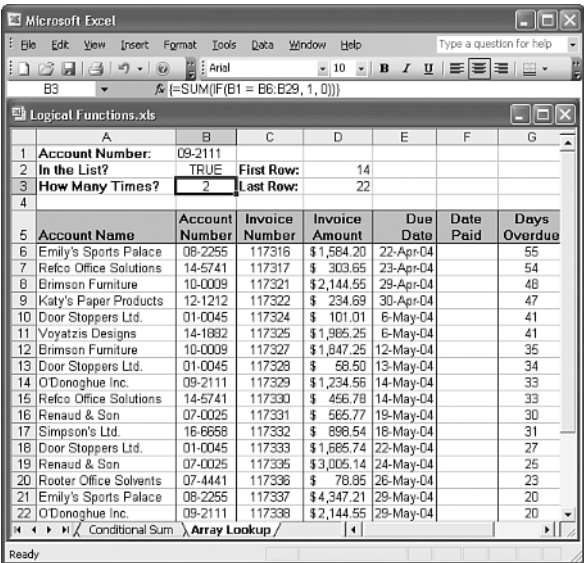 Microsoft Excel
File Edit View Insert Format Tools Data Window Help Type a question for help
Arial 10 B I U
B3 fx {=SUM(IF(B1 = B6:B29, 1, 0))}
Logical Functions.xls
A B C D E F G
1 Account Number: 09-2111
2 In the List? TRUE First Row: 14
3 How Many Times? 2 Last Row: 22
4
Account Invoice Invoice Due Date Days
5 Account Name Number Number Amount Date Paid Overdue
6 Emily's Sports Palace 08-2255 117316 $1,584.20 22-Apr-04 55
7 Refco Office Solutions 14-5741 117317 $ 303.65 23-Apr-04 54
8 Brimson Furniture 10-0009 117321 $2,144.55 29-Apr-04 48
9 Katy's Paper Products 12-1212 117322 $ 234.69 30-Apr-04 47
10 Door Stoppers Ltd. 01-0045 117324 $ 101.01 6-May-04 41
11 Voyatzis Designs 14-1882 117325 $1,985.25 6-May-04 41
12 Brimson Furniture 10-0009 117327 $1,847.25 12-May-04 35
13 Door Stoppers Ltd. 01-0045 117328 $ 58.50 13-May-04 34
14 O'Donoghue Inc. 09-2111 117329 $1,234.56 14-May-04 33
15 Refco Office Solutions 14-5741 117330 $ 456.78 14-May-04 33
16 Renaud & Son 07-0025 117331 $ 565.77 19-May-04 30
17 Simpson's Ltd. 16-6658 117332 $ 898.54 18-May-04 31
18 Door Stoppers Ltd. 01-0045 117333 $1,685.74 22-May-04 27
19 Renaud & Son 07-0025 117335 $3,005.14 24-May-04 25
20 Rooter Office Solvents 07-4441 117336 $ 78.85 26-May-04 23
21 Emily's Sports Palace 08-2255 117337 $4,347.21 29-May-04 20
22 O'Donoghue Inc. 09-2111 117338 $2,144.55 29-May-04 20
Conditional Sum Array Lookup
Ready